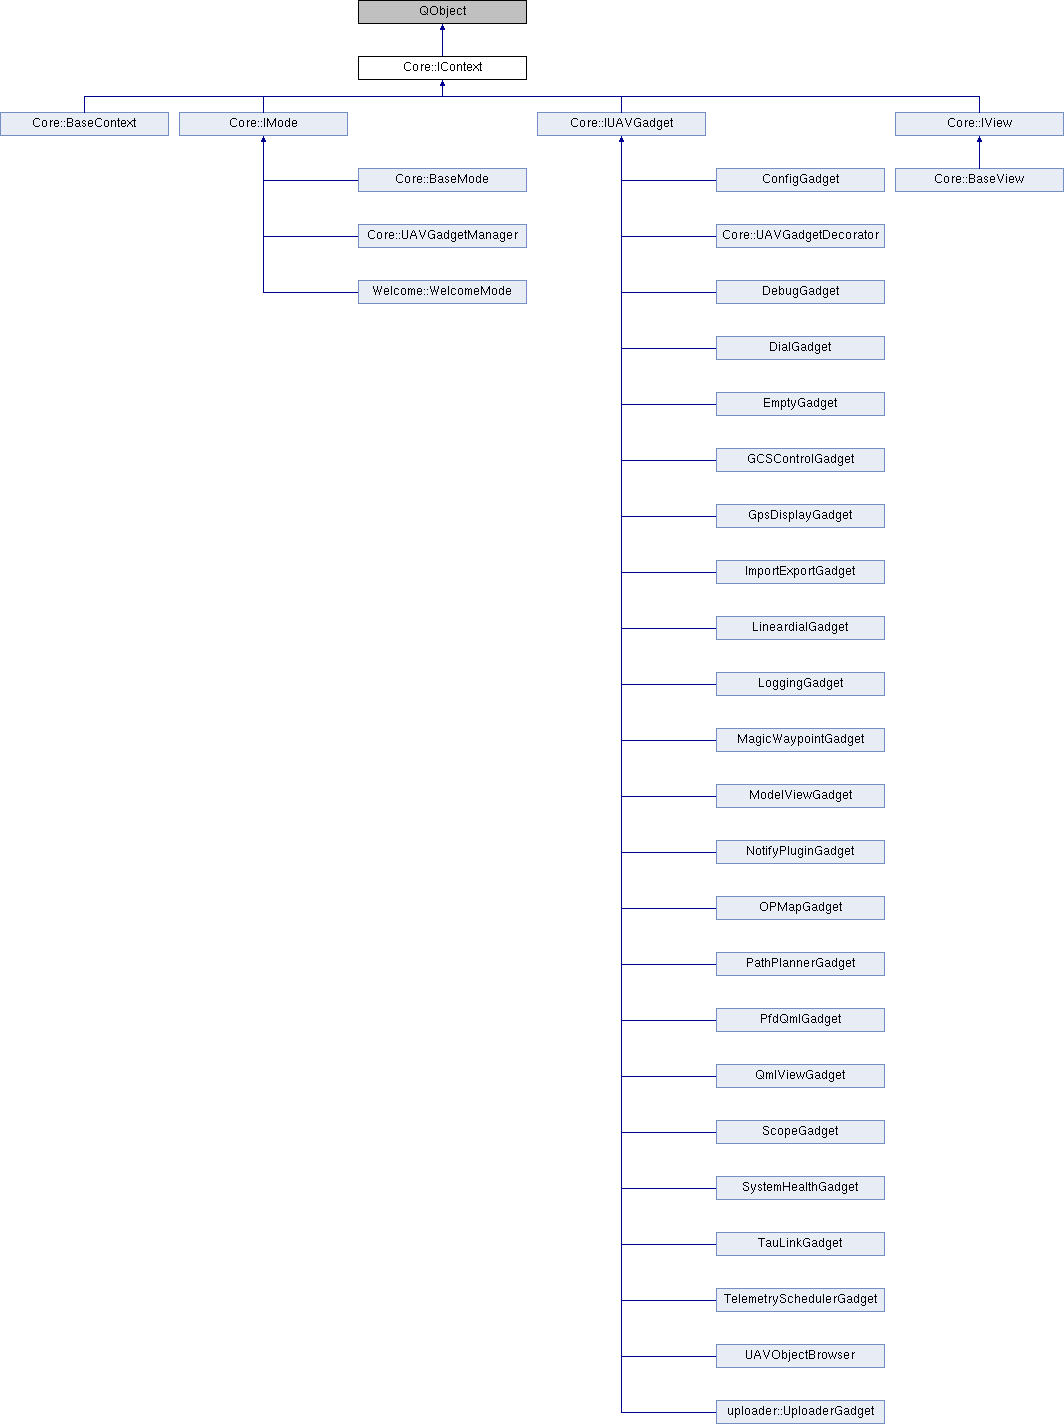 QObject
Core::IContext
Core::BaseContext
Core::IMode
Core::IUAVGadget
Core::IView
Core::BaseMode
ConfigGadget
Core::BaseView
Core::UAVGadgetManager
Core::UAVGadgetDecorator
Welcome::WelcomeMode
DebugGadget
DialGadget
EmptyGadget
GCSControlGadget
GpsDisplayGadget
ImportExportGadget
LineardialGadget
LoggingGadget
MagicWaypointGadget
ModelViewGadget
NotifyPluginGadget
OPMapGadget
PathPlannerGadget
PfdQmlGadget
QmlViewGadget
ScopeGadget
SystemHealthGadget
TauLinkGadget
TelemetrySchedulerGadget
UAVObjectBrowser
uploader::UploaderGadget